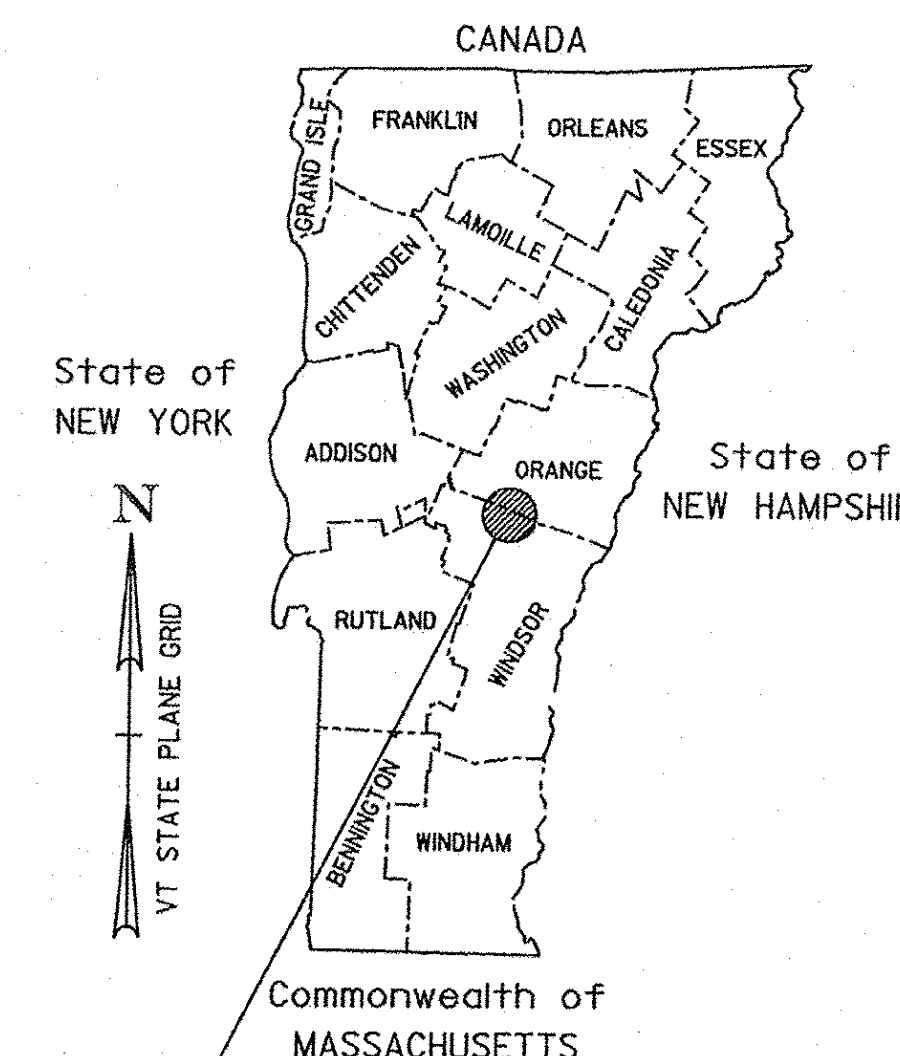 CANADA
FRANKLIN
ORLEANS
ESSEX
GRAND ISLE
LAMOILLE
CHITTENDEN
CALEDONIA
WASHINGTON
State of
NEW YORK
ADDISON
ORANGE
State of
NEW HAMPSHI
N
RUTLAND
WINDSOR
VT STATE PLANE GRID
BENNINGTON
WINDHAM
Commonwealth of
MASSACHUSETTS